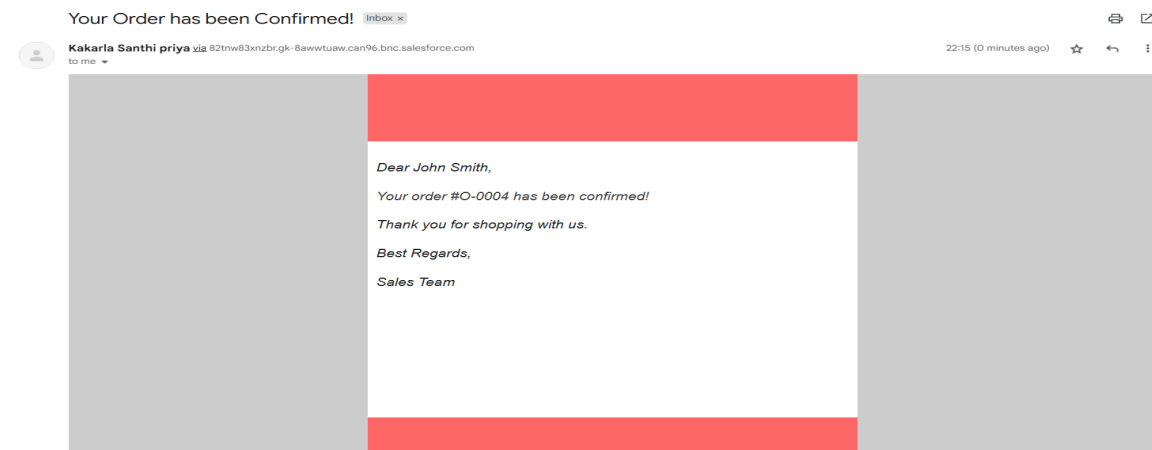 Your Order has been Confirmed! Inbox ×
Kakarla Santhi priya via 82tnw83xnzbr.gk-8awwtuaw.can96.bnc.salesforce.com 22:15 (0 minutes ago)
to me
Dear John Smith,
Your order #O-0004 has been confirmed!
Thank you for shopping with us.
Best Regards,
Sales Team